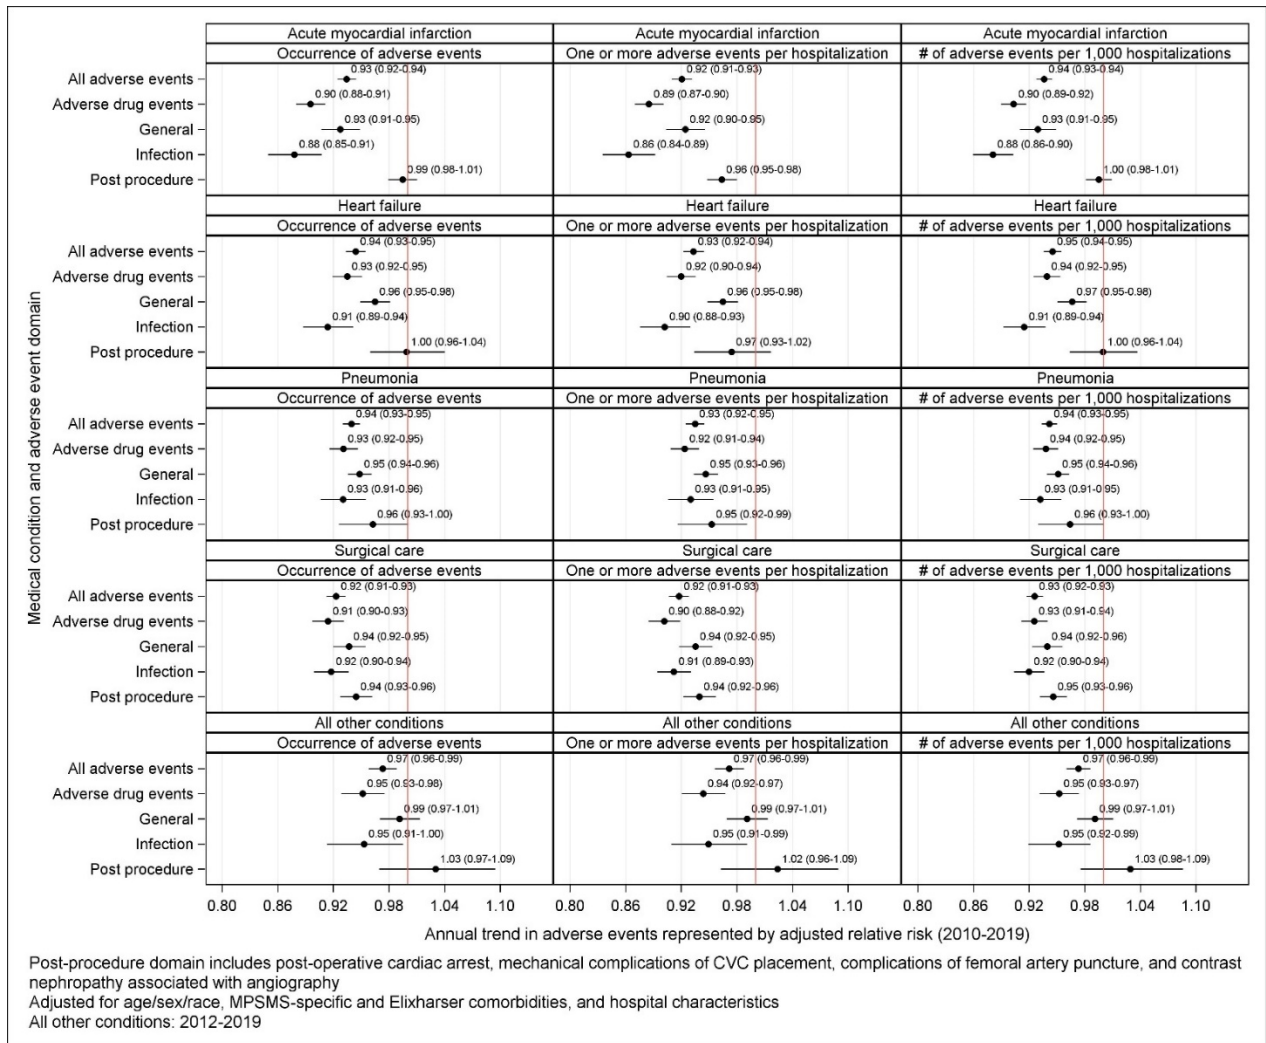 Medical condition and adverse event domain
Acute myocardial infarction Acute myocardial infarction Acute myocardial infarction
Occurrence of adverse events One or more adverse events per hospitalization # of adverse events per 1,000 hospitalizations
All adverse events 0.93 (0.92-0.94) 0.92 (0.91-0.93) 0.94 (0.93-0.94)
Adverse drug events 0.90 (0.88-0.91) 0.89 (0.87-0.90) 0.90 (0.89-0.92)
General 0.93 (0.91-0.95) 0.92 (0.90-0.95) 0.93 (0.91-0.95)
Infection 0.88 (0.85-0.91) 0.86 (0.84-0.89) 0.88 (0.86-0.90)
Post procedure 0.99 (0.98-1.01) 0.96 (0.95-0.98) 1.00 (0.98-1.01)
Heart failure Heart failure Heart failure
Occurrence of adverse events One or more adverse events per hospitalization # of adverse events per 1,000 hospitalizations
All adverse events 0.94 (0.93-0.95) 0.93 (0.92-0.94) 0.95 (0.94-0.95)
Adverse drug events 0.93 (0.92-0.95) 0.92 (0.90-0.94) 0.94 (0.92-0.95)
General 0.96 (0.95-0.98) 0.96 (0.95-0.98) 0.97 (0.95-0.98)
Infection 0.91 (0.89-0.94) 0.90 (0.88-0.93) 0.91 (0.89-0.94)
Post procedure 1.00 (0.96-1.04) 0.97 (0.93-1.02) 1.00 (0.96-1.04)
Pneumonia Pneumonia Pneumonia
Occurrence of adverse events One or more adverse events per hospitalization # of adverse events per 1,000 hospitalizations
All adverse events 0.94 (0.93-0.95) 0.93 (0.92-0.95) 0.94 (0.93-0.95)
Adverse drug events 0.93 (0.92-0.95) 0.92 (0.91-0.94) 0.94 (0.92-0.95)
General 0.95 (0.94-0.96) 0.95 (0.93-0.96) 0.95 (0.94-0.96)
Infection 0.93 (0.91-0.96) 0.93 (0.91-0.95) 0.93 (0.91-0.95)
Post procedure 0.96 (0.93-1.00) 0.95 (0.92-0.99) 0.96 (0.93-1.00)
Surgical care Surgical care Surgical care
Occurrence of adverse events One or more adverse events per hospitalization # of adverse events per 1,000 hospitalizations
All adverse events 0.92 (0.91-0.93) 0.92 (0.91-0.93) 0.93 (0.92-0.93)
Adverse drug events 0.91 (0.90-0.93) 0.90 (0.88-0.92) 0.93 (0.91-0.94)
General 0.94 (0.92-0.95) 0.94 (0.92-0.95) 0.94 (0.92-0.96)
Infection 0.92 (0.90-0.94) 0.91 (0.89-0.93) 0.92 (0.90-0.94)
Post procedure 0.94 (0.93-0.96) 0.94 (0.92-0.96) 0.95 (0.93-0.96)
All other conditions All other conditions All other conditions
Occurrence of adverse events One or more adverse events per hospitalization # of adverse events per 1,000 hospitalizations
All adverse events 0.97 (0.96-0.99) 0.97 (0.96-0.99) 0.97 (0.96-0.99)
Adverse drug events 0.95 (0.93-0.98) 0.94 (0.92-0.97) 0.95 (0.93-0.97)
General 0.99 (0.97-1.01) 0.99 (0.97-1.01) 0.99 (0.97-1.01)
Infection 0.95 (0.91-1.00) 0.95 (0.91-0.99) 0.95 (0.92-0.99)
Post procedure 1.03 (0.97-1.09) 1.02 (0.96-1.09) 1.03 (0.98-1.09)
0.80 0.86 0.92 0.98 1.04 1.10 0.80 0.86 0.92 0.98 1.04 1.10 0.80 0.86 0.92 0.98 1.04 1.10
Annual trend in adverse events represented by adjusted relative risk (2010-2019)
Post-procedure domain includes post-operative cardiac arrest, mechanical complications of CVC placement, complications of femoral artery puncture, and contrast
nephropathy associated with angiography
Adjusted for age/sex/race, MPSMS-specific and Elixharser comorbidities, and hospital characteristics
All other conditions: 2012-2019